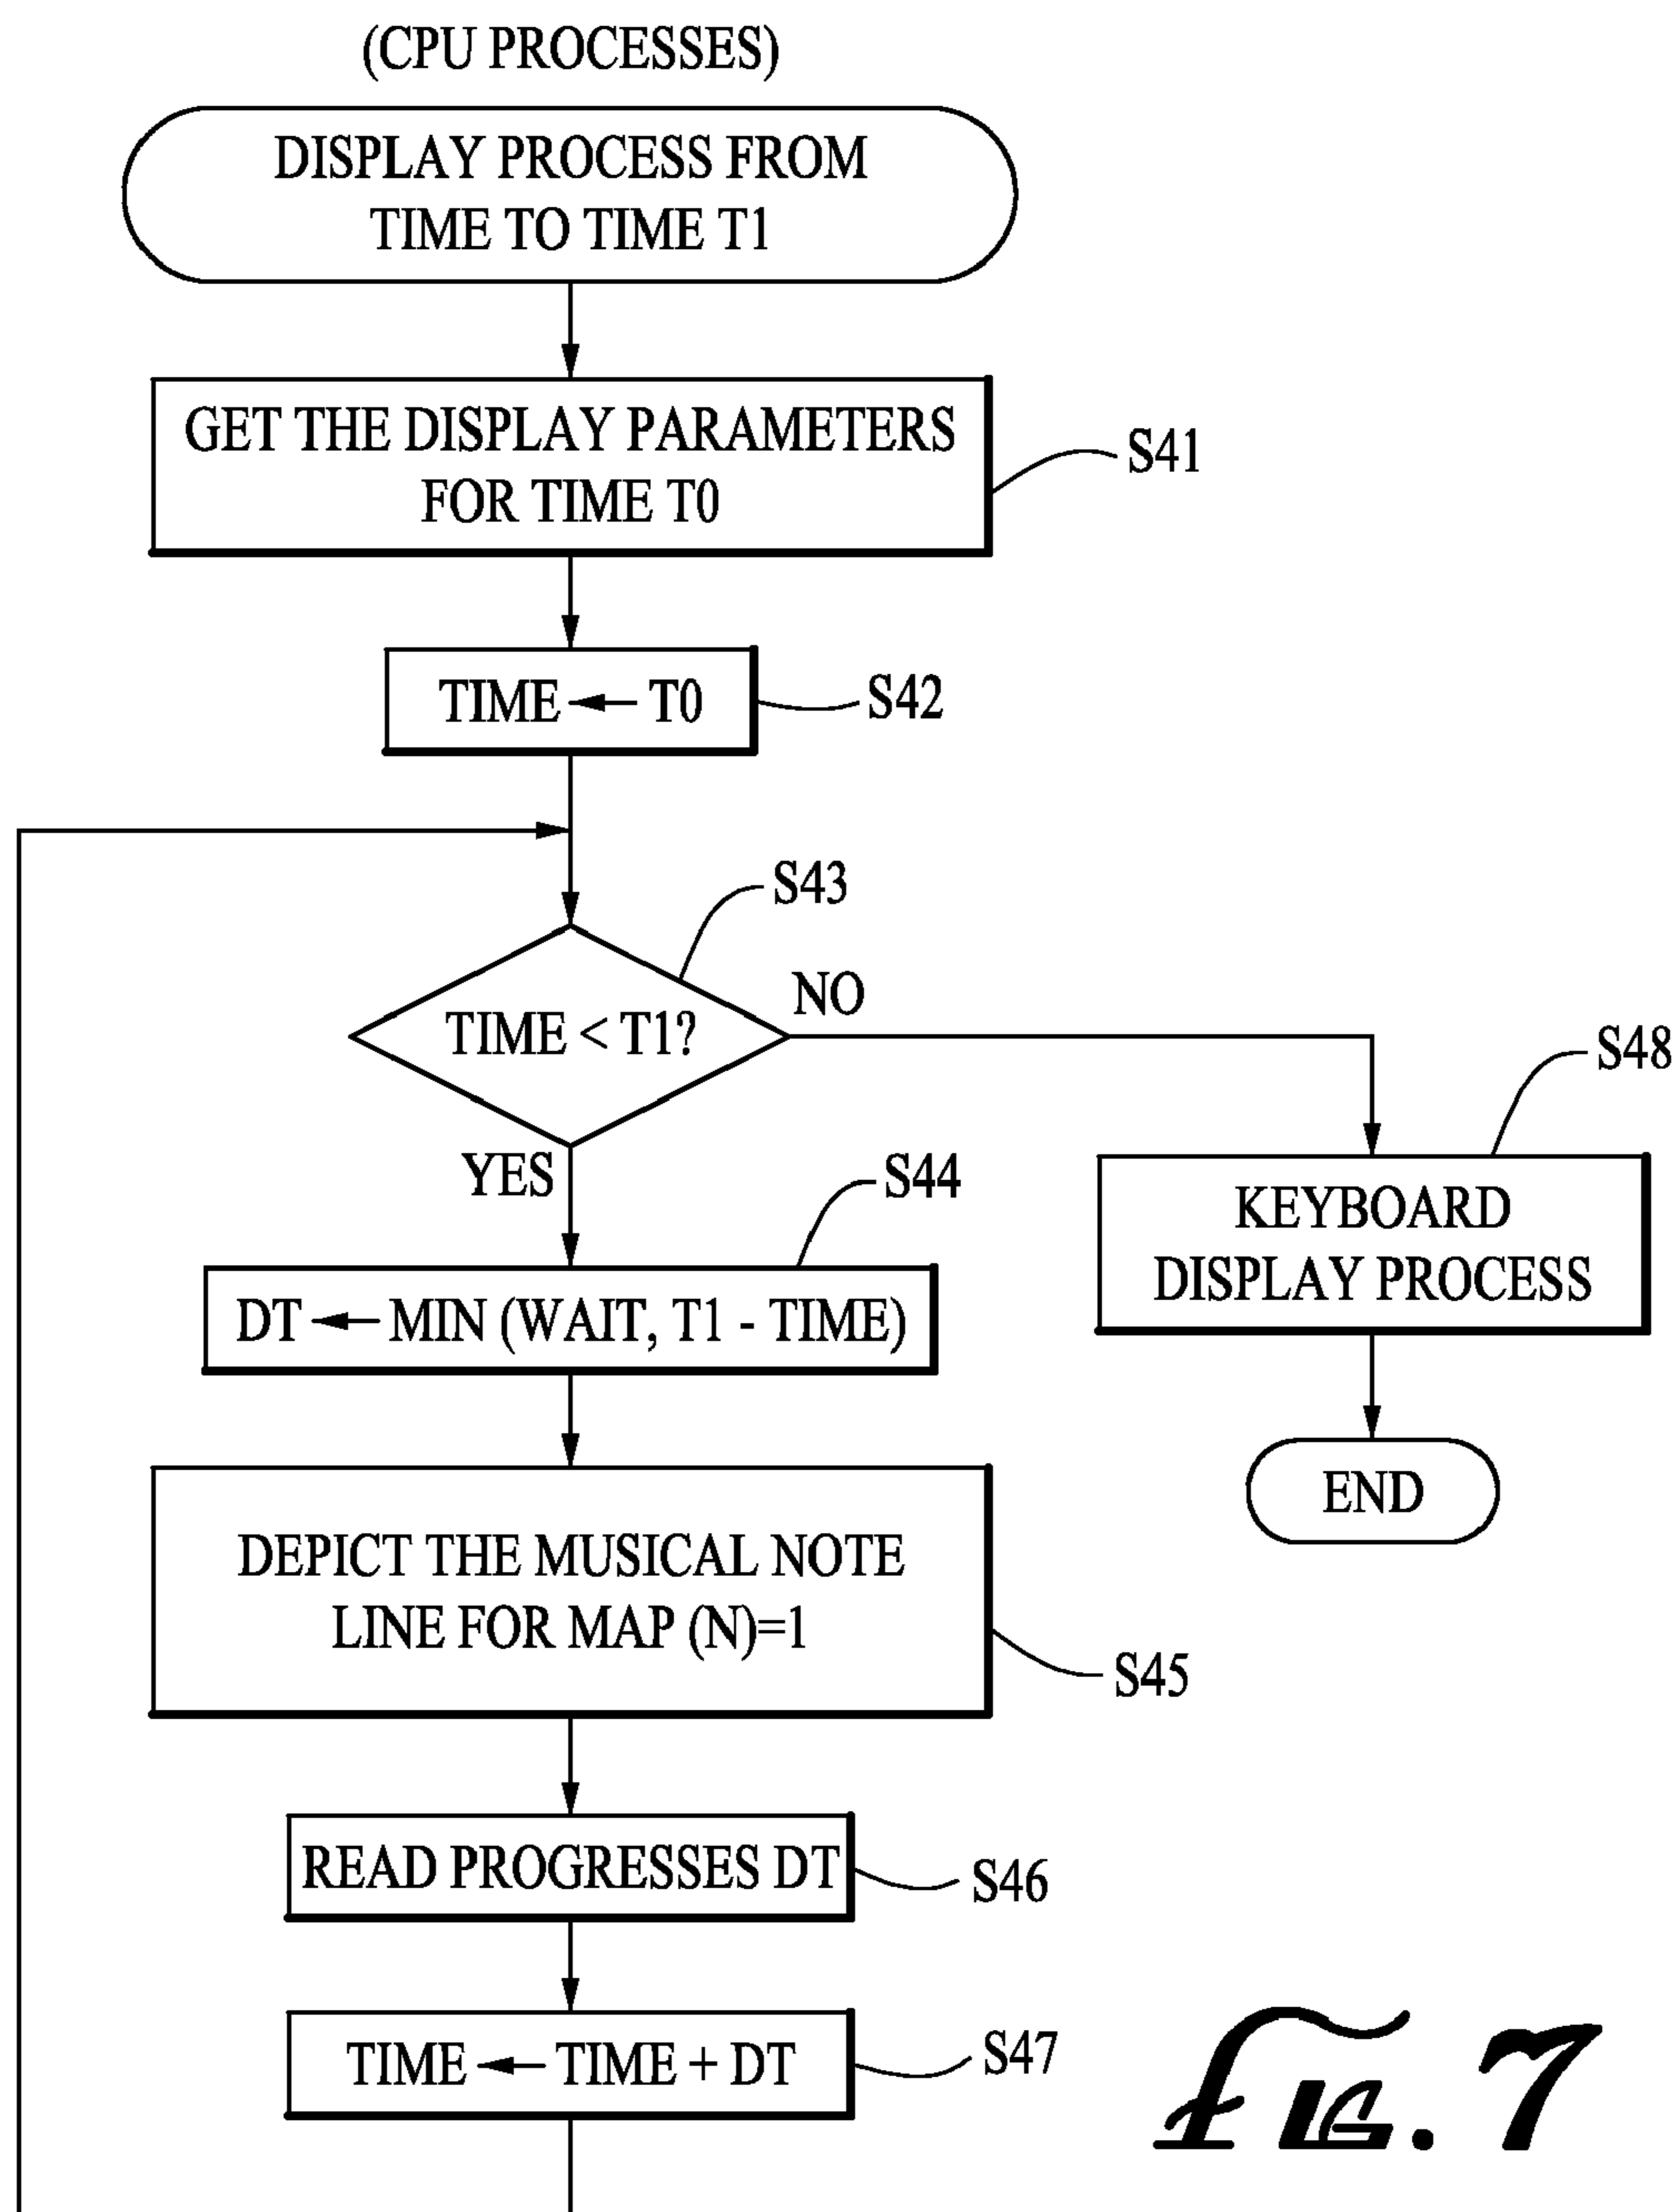 (CPU PROCESSES)
DISPLAY PROCESS FROM
TIME TO TIME T1
GET THE DISPLAY PARAMETERS
FOR TIME T0
S41
TIME ← T0
S42
S43
TIME < T1?
NO
YES
S48
KEYBOARD
DISPLAY PROCESS
S44
DT ← MIN (WAIT, T1 - TIME)
END
DEPICT THE MUSICAL NOTE
LINE FOR MAP (N)=1
S45
READ PROGRESSES DT
S46
TIME ← TIME + DT
S47
FIG. 7